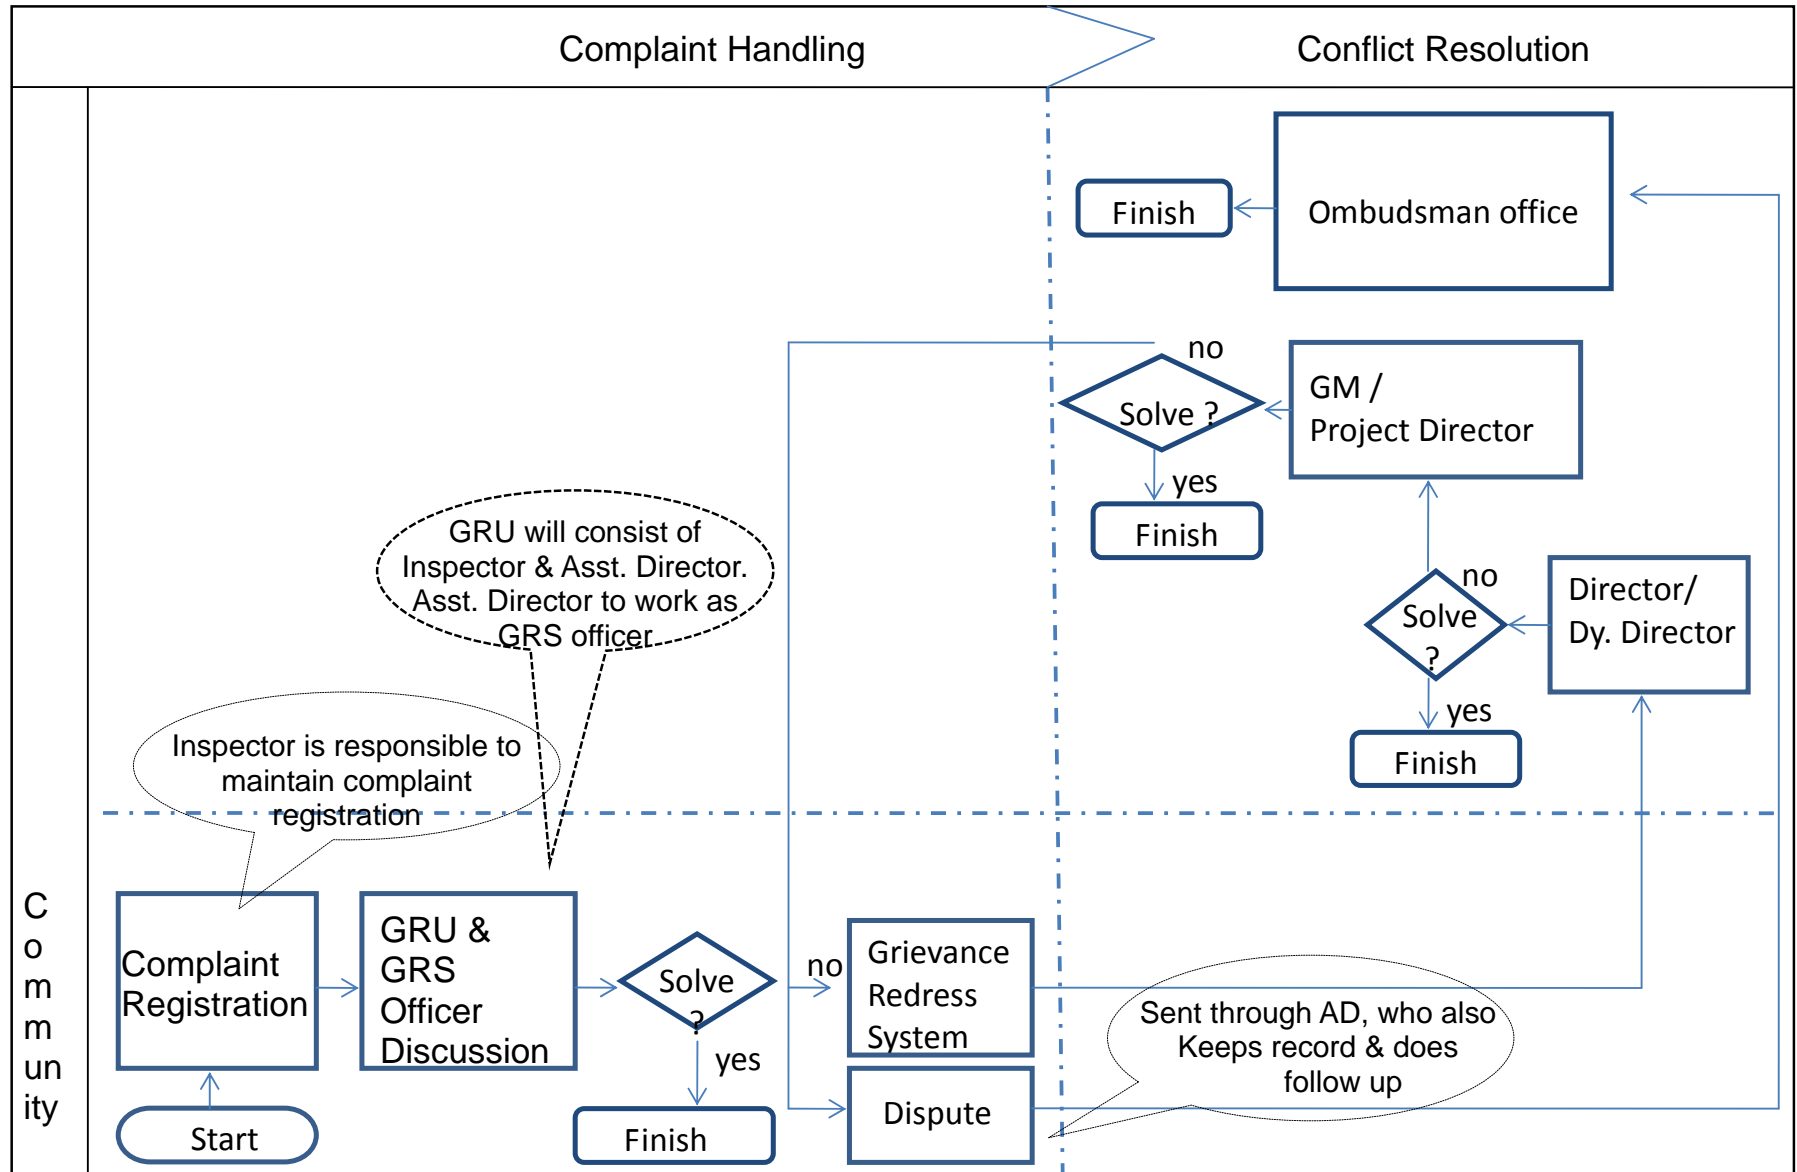 Complaint Handling
Conflict Resolution
Finish
Ombudsman office
no
Solve ?
GM /
Project Director
yes
Finish
GRU will consist of
Inspector & Asst. Director.
Asst. Director to work as
GRS officer
no
Solve
?
Director/
Dy. Director
yes
Finish
Inspector is responsible to
maintain complaint
registration
C
o
m
m
un
ity
Complaint
Registration
GRU &
GRS
Officer
Discussion
Solve
?
no
yes
Grievance
Redress
System
Sent through AD, who also
Keeps record & does
follow up
Start
Finish
Dispute